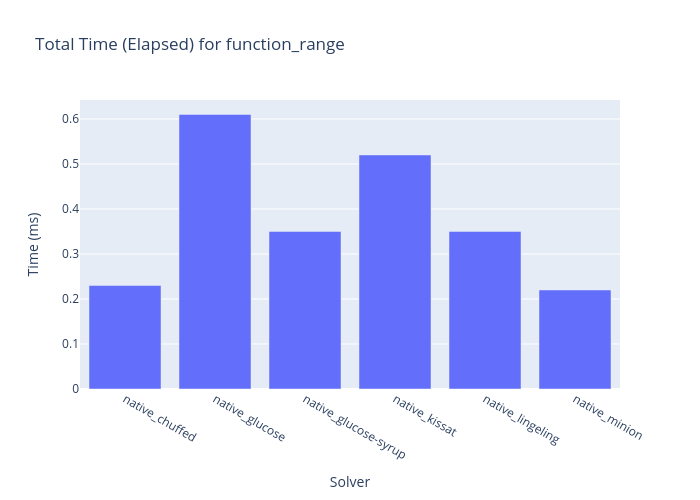 Total Time (Elapsed) for function_range
Time (ms)
0.6
0.5
0.4
0.3
0.2
0.1
0
native_chuffed
native_glucose
native_glucose-syrup
native_kissat
native_lingeling
native_minion
Solver